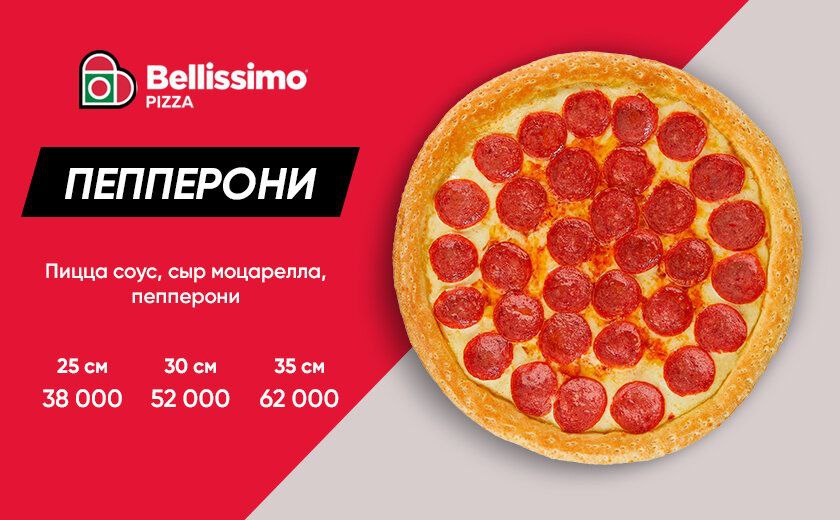 Bellissimo
PIZZA
ПЕППЕРОНИ
Пицца соус, сыр моцарелла,
пепперони
25 см 30 см 35 см
38 000 52 000 62 000